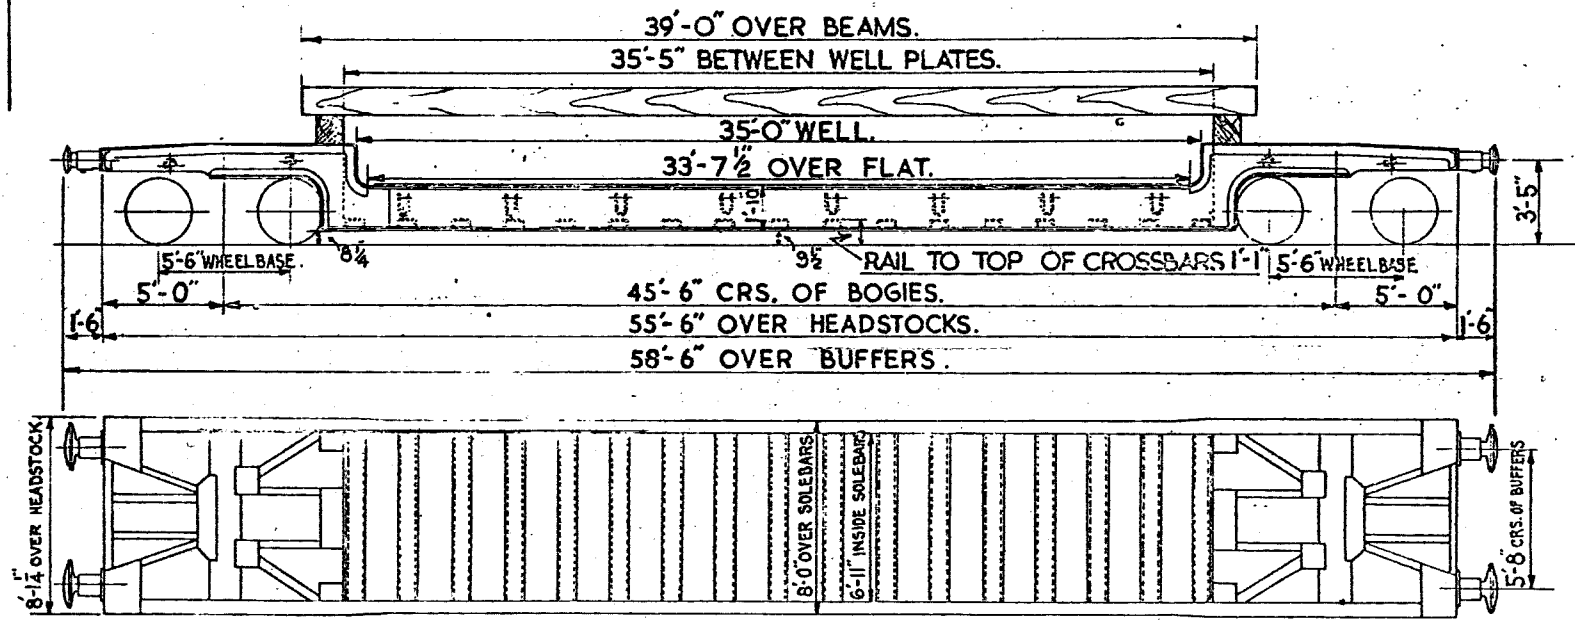 39'-0" OVER BEAMS.
35'-5" BETWEEN WELL PLATES.
35'-0" WELL.
33'-7½" OVER FLAT.
1'-10"
3'-5"
8¼"
9½"
RAIL TO TOP OF CROSSBARS 1'-1"
5'-6" WHEELBASE.
5'-6" WHEELBASE
5'-0"
45'-6" CRS. OF BOGIES.
5'-0"
1'-6"
55'-6" OVER HEADSTOCKS.
1'-6"
58'-6" OVER BUFFERS.
8'-1¼" OVER HEADSTOCK
8'-0" OVER SOLEBARS
6'-11" INSIDE SOLEBARS
5'-8" CRS. OF BUFFERS